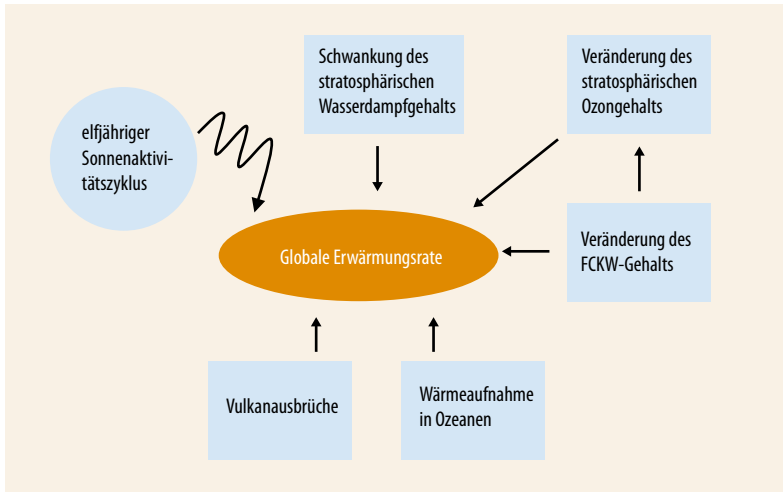 Schwankung des
stratosphärischen
Wasserdampfgehalts
Veränderung des
stratosphärischen
Ozongehalts
elfjähriger
Sonnenaktivi-
tätszyklus
Globale Erwärmungsrate
Veränderung des
FCKW-Gehalts
Vulkanausbrüche
Wärmeaufnahme
in Ozeanen